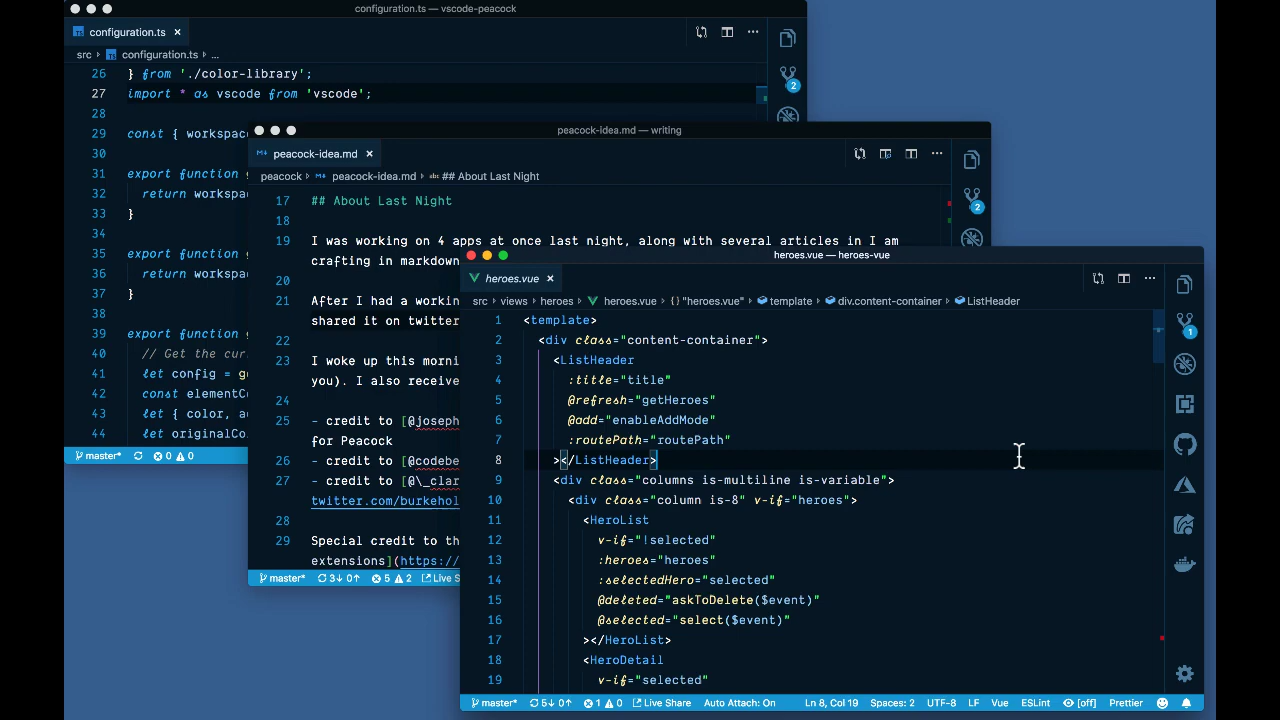 configuration.ts — vscode-peacock
configuration.ts ×
src › configuration.ts › ...
26 } from './color-library';
27 import * as vscode from 'vscode';
28
29 const { workspac
30
31 export function g
32 return workspac
33 }
34
35 export function g
36 return workspac
37 }
38
39 export function g
40 // Get the cur
41 let config = ge
42 const elementCo
43 let { color, ad
44 let originalCo
master* 0 0
2
peacock-idea.md — writing
peacock-idea.md ×
peacock › peacock-idea.md › abc ## About Last Night
17 ## About Last Night
18
19 I was working on 4 apps at once last night, along with several articles in I am
crafting in markdown
20
21 After I had a workin
shared it on twitter
22
23 I woke up this morni
you). I also receive
24
25 - credit to [@joseph
for Peacock
26 - credit to [@codebe
27 - credit to [@\_clar
twitter.com/burkehol
28
29 Special credit to th
extensions](https://
master* 3↓ 0↑ 5 2 Live S
2
heroes.vue — heroes-vue
heroes.vue ×
src › views › heroes › heroes.vue › {} "heroes.vue" › template › div.content-container › ListHeader
1 <template>
2 <div class="content-container">
3 <ListHeader
4 :title="title"
5 @refresh="getHeroes"
6 @add="enableAddMode"
7 :routePath="routePath"
8 ></ListHeader>
9 <div class="columns is-multiline is-variable">
10 <div class="column is-8" v-if="heroes">
11 <HeroList
12 v-if="!selected"
13 :heroes="heroes"
14 :selectedHero="selected"
15 @deleted="askToDelete($event)"
16 @selected="select($event)"
17 ></HeroList>
18 <HeroDetail
19 v-if="selected"
1
master* 5↓ 0↑ 1 0 Live Share Auto Attach: On Ln 8, Col 19 Spaces: 2 UTF-8 LF Vue ESLint [off] Prettier